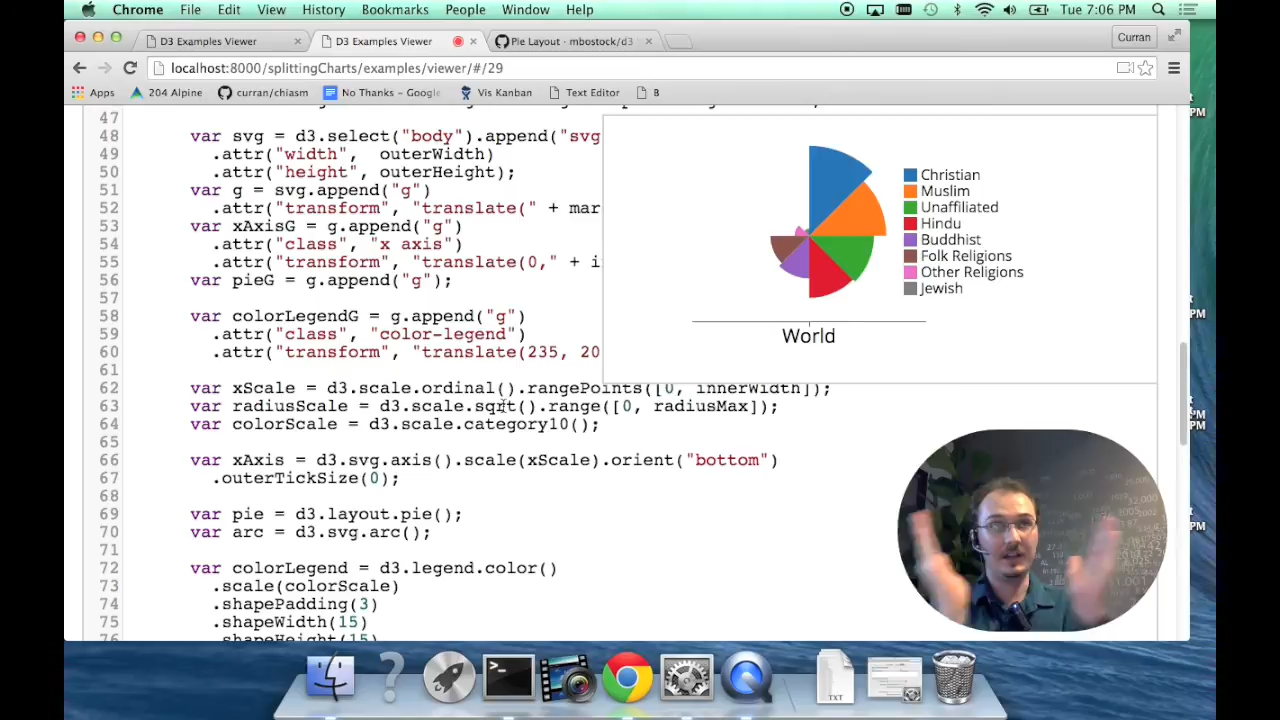 Chrome File Edit View History Bookmarks People Window Help Tue 7:06 PM
D3 Examples Viewer D3 Examples Viewer Pie Layout · mbostock/d3 Curran
localhost:8000/splittingCharts/examples/viewer/#/29
Apps 204 Alpine curran/chiasm No Thanks – Google Vis Kanban Text Editor B
47
48 var svg = d3.select("body").append("svg
49 .attr("width", outerWidth)
50 .attr("height", outerHeight);
51 var g = svg.append("g")
52 .attr("transform", "translate(" + mar
53 var xAxisG = g.append("g")
54 .attr("class", "x axis")
55 .attr("transform", "translate(0," + i
56 var pieG = g.append("g");
57
58 var colorLegendG = g.append("g")
59 .attr("class", "color-legend")
60 .attr("transform", "translate(235, 20
61
62 var xScale = d3.scale.ordinal().rangePoints([0, innerWidth]);
63 var radiusScale = d3.scale.sqrt().range([0, radiusMax]);
64 var colorScale = d3.scale.category10();
65
66 var xAxis = d3.svg.axis().scale(xScale).orient("bottom")
67 .outerTickSize(0);
68
69 var pie = d3.layout.pie();
70 var arc = d3.svg.arc();
71
72 var colorLegend = d3.legend.color()
73 .scale(colorScale)
74 .shapePadding(3)
75 .shapeWidth(15)
76 .shapeHeight(15)
Christian
Muslim
Unaffiliated
Hindu
Buddhist
Folk Religions
Other Religions
Jewish
World
TXT